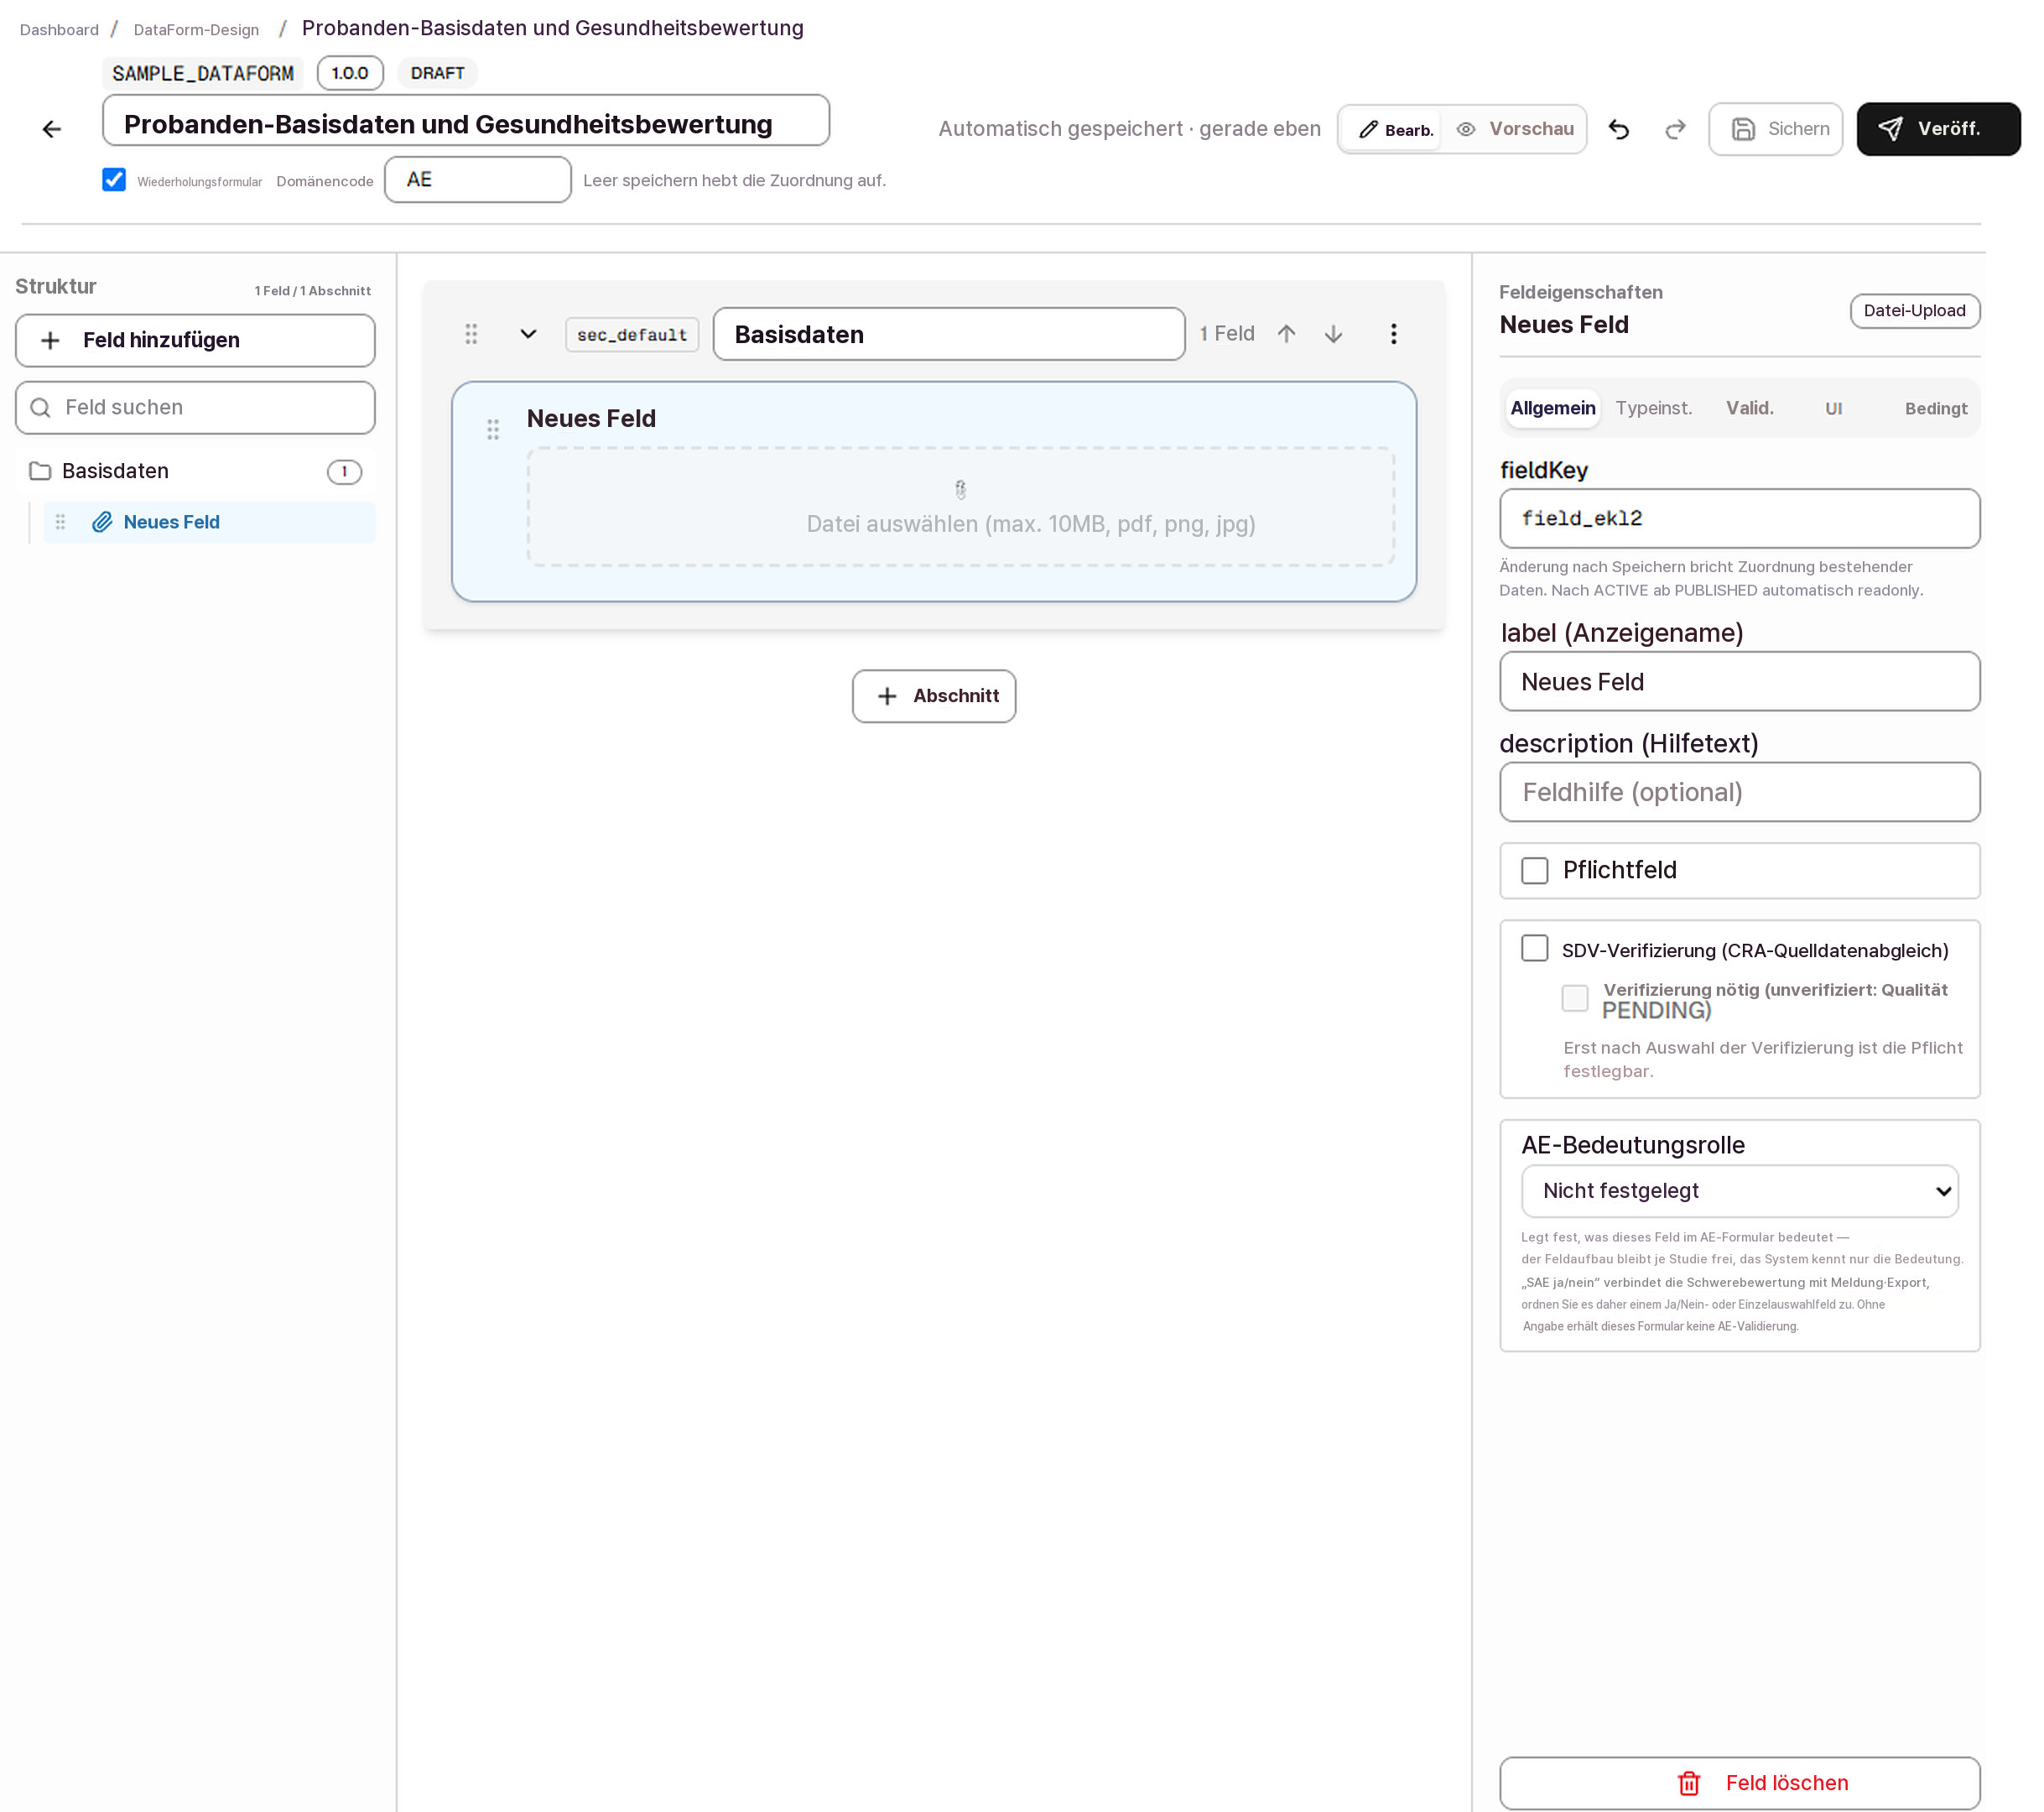 Dashboard / DataForm-Design / Probanden-Basisdaten und Gesundheitsbewertung
SAMPLE_DATAFORM 1.0.0 DRAFT
Probanden-Basisdaten und Gesundheitsbewertung
Automatisch gespeichert · gerade eben Bearb. Vorschau Sichern Veröff.
Wiederholungsformular Domänencode AE Leer speichern hebt die Zuordnung auf.
Struktur 1 Feld / 1 Abschnitt
Feld hinzufügen
Feld suchen
Basisdaten 1
Neues Feld
sec_default Basisdaten 1 Feld
Neues Feld
Datei auswählen (max. 10MB, pdf, png, jpg)
Abschnitt
Feldeigenschaften
Neues Feld
Datei-Upload
Allgemein Typeinst. Valid. UI Bedingt
fieldKey
field_ekl2
Änderung nach Speichern bricht Zuordnung bestehender
Daten. Nach ACTIVE ab PUBLISHED automatisch readonly.
label (Anzeigename)
Neues Feld
description (Hilfetext)
Feldhilfe (optional)
Pflichtfeld
SDV-Verifizierung (CRA-Quelldatenabgleich)
Verifizierung nötig (unverifiziert: Qualität
PENDING)
Erst nach Auswahl der Verifizierung ist die Pflicht
festlegbar.
AE-Bedeutungsrolle
Nicht festgelegt
Legt fest, was dieses Feld im AE-Formular bedeutet —
der Feldaufbau bleibt je Studie frei, das System kennt nur die Bedeutung.
„SAE ja/nein“ verbindet die Schwerebewertung mit Meldung·Export,
ordnen Sie es daher einem Ja/Nein- oder Einzelauswahlfeld zu. Ohne
Angabe erhält dieses Formular keine AE-Validierung.
Feld löschen